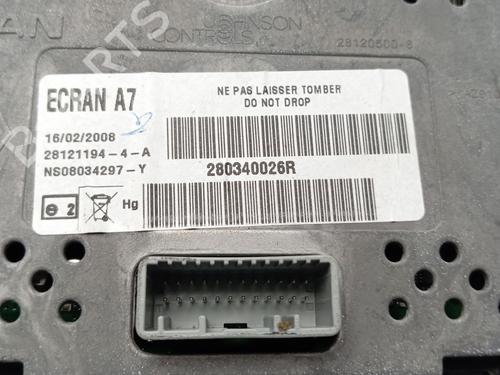 JOHNSON
CONTROLS
28120500-6
ECRAN A7
NE PAS LAISSER TOMBER
DO NOT DROP
16/02/2008
28121194-4-A
NS08034297-Y
280340026R
2
Hg